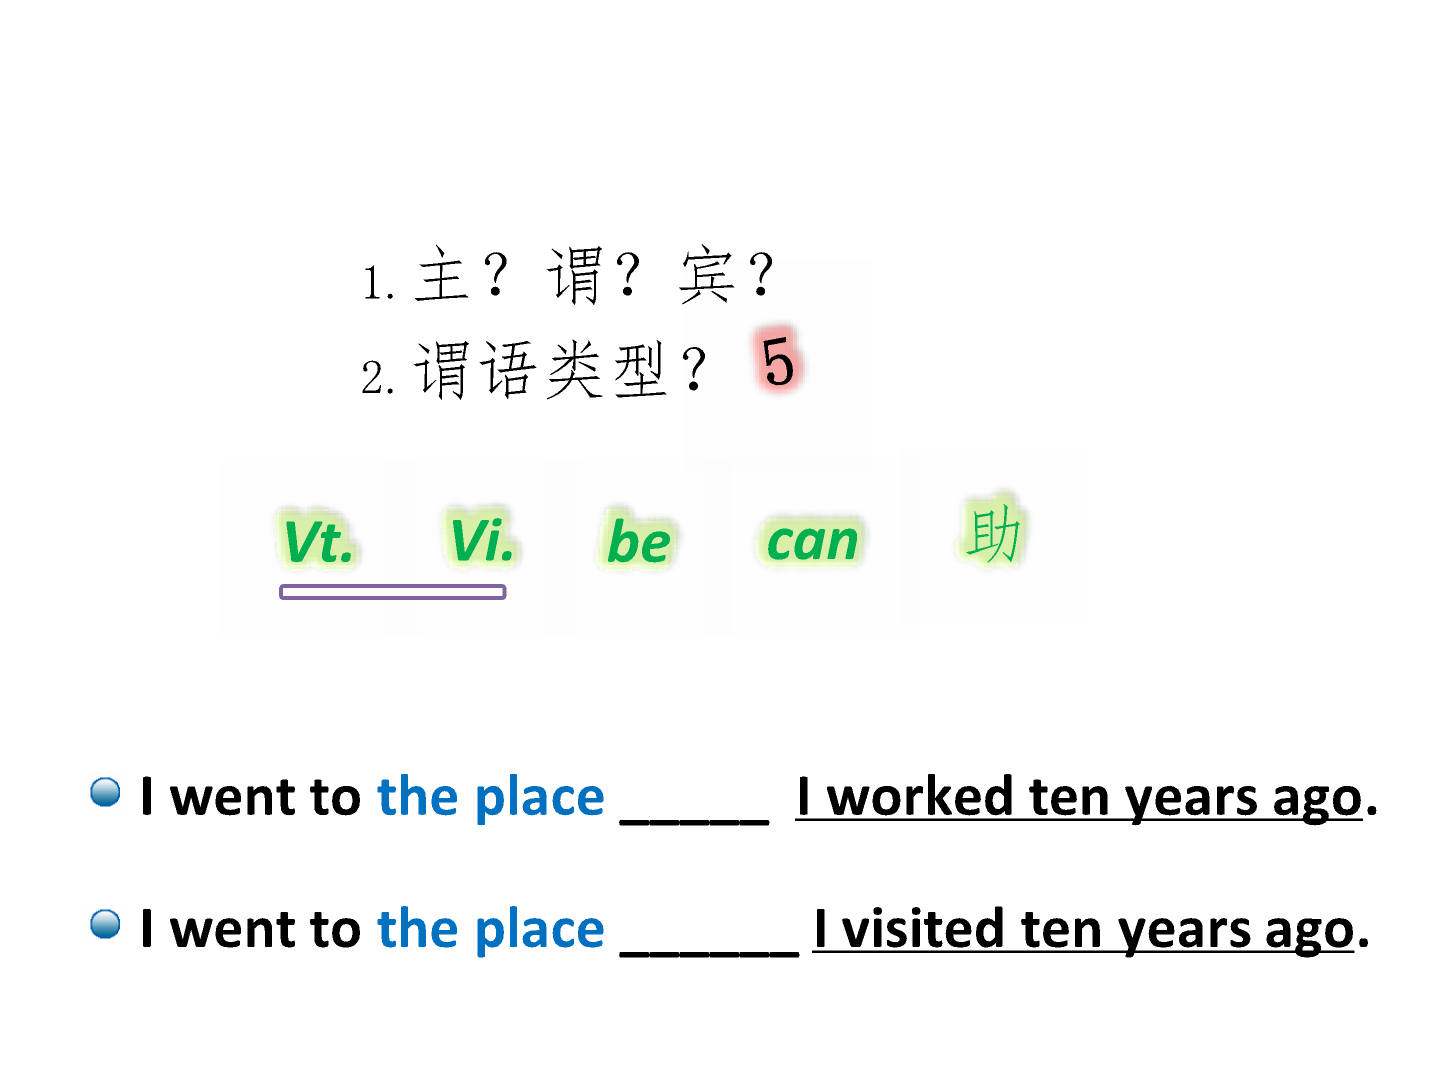 1. 主？谓？宾？
2. 谓语类型？ 5
Vt. Vi. be can 助
I went to the place _____ I worked ten years ago.
I went to the place ______ I visited ten years ago.